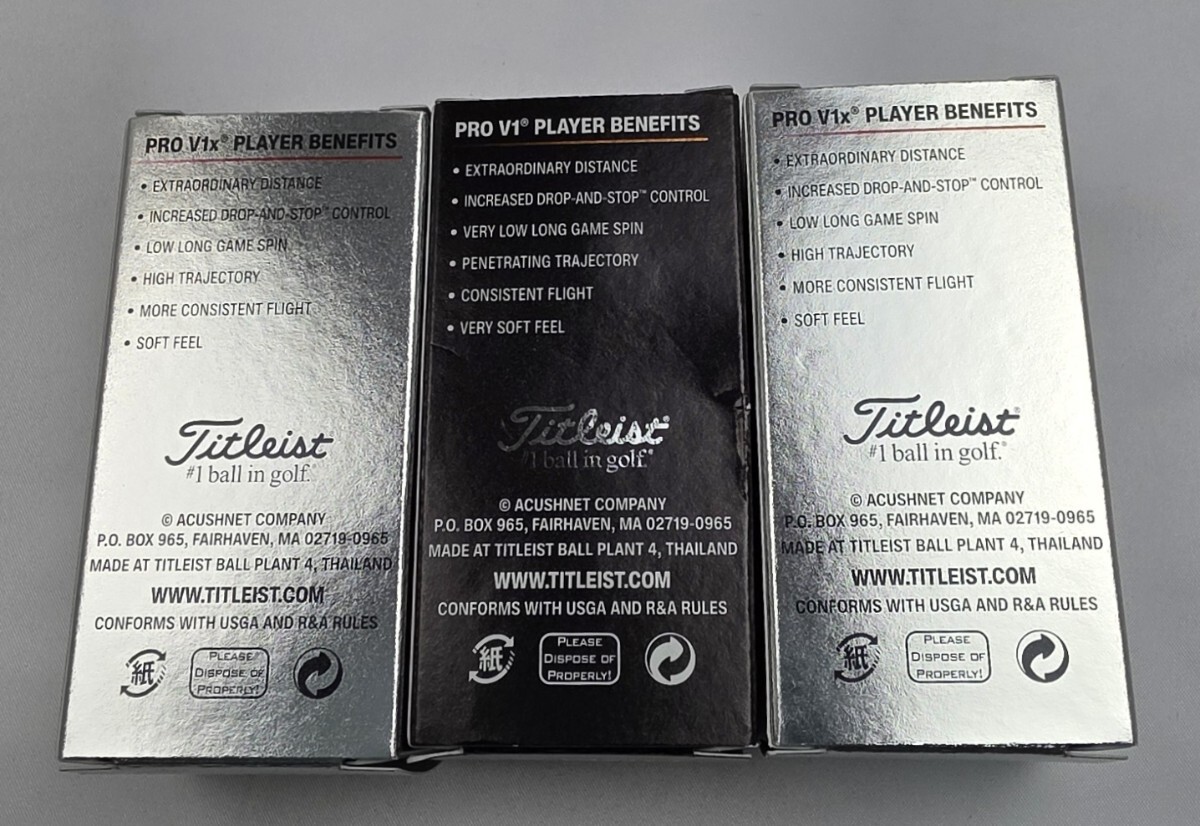 PRO V1x® PLAYER BENEFITS
• EXTRAORDINARY DISTANCE
• INCREASED DROP-AND-STOP™ CONTROL
• LOW LONG GAME SPIN
• HIGH TRAJECTORY
• MORE CONSISTENT FLIGHT
• SOFT FEEL
Titleist
#1 ball in golf.
© ACUSHNET COMPANY
P.O. BOX 965, FAIRHAVEN, MA 02719-0965
MADE AT TITLEIST BALL PLANT 4, THAILAND
WWW.TITLEIST.COM
CONFORMS WITH USGA AND R&A RULES
紙
PLEASE
DISPOSE OF
PROPERLY!
PRO V1® PLAYER BENEFITS
• EXTRAORDINARY DISTANCE
• INCREASED DROP-AND-STOP™ CONTROL
• VERY LOW LONG GAME SPIN
• PENETRATING TRAJECTORY
• CONSISTENT FLIGHT
• VERY SOFT FEEL
Titleist®
#1 ball in golf.®
© ACUSHNET COMPANY
P.O. BOX 965, FAIRHAVEN, MA 02719-0965
MADE AT TITLEIST BALL PLANT 4, THAILAND
WWW.TITLEIST.COM
CONFORMS WITH USGA AND R&A RULES
紙
PLEASE
DISPOSE OF
PROPERLY!
PRO V1x® PLAYER BENEFITS
• EXTRAORDINARY DISTANCE
• INCREASED DROP-AND-STOP™ CONTROL
• LOW LONG GAME SPIN
• HIGH TRAJECTORY
• MORE CONSISTENT FLIGHT
• SOFT FEEL
Titleist®
#1 ball in golf.®
© ACUSHNET COMPANY
P.O. BOX 965, FAIRHAVEN, MA 02719-0965
MADE AT TITLEIST BALL PLANT 4, THAILAND
WWW.TITLEIST.COM
CONFORMS WITH USGA AND R&A RULES
紙
PLEASE
DISPOSE OF
PROPERLY!